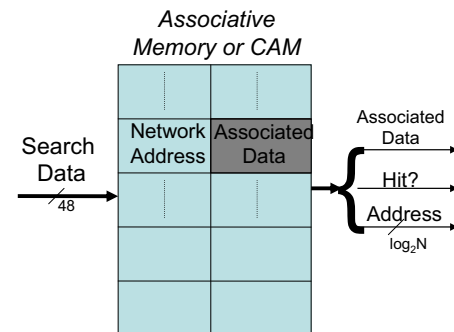 Associative
Memory or CAM
Search
Data
48
Network
Address
Associated
Data
Associated
Data
Hit?
Address
log₂N